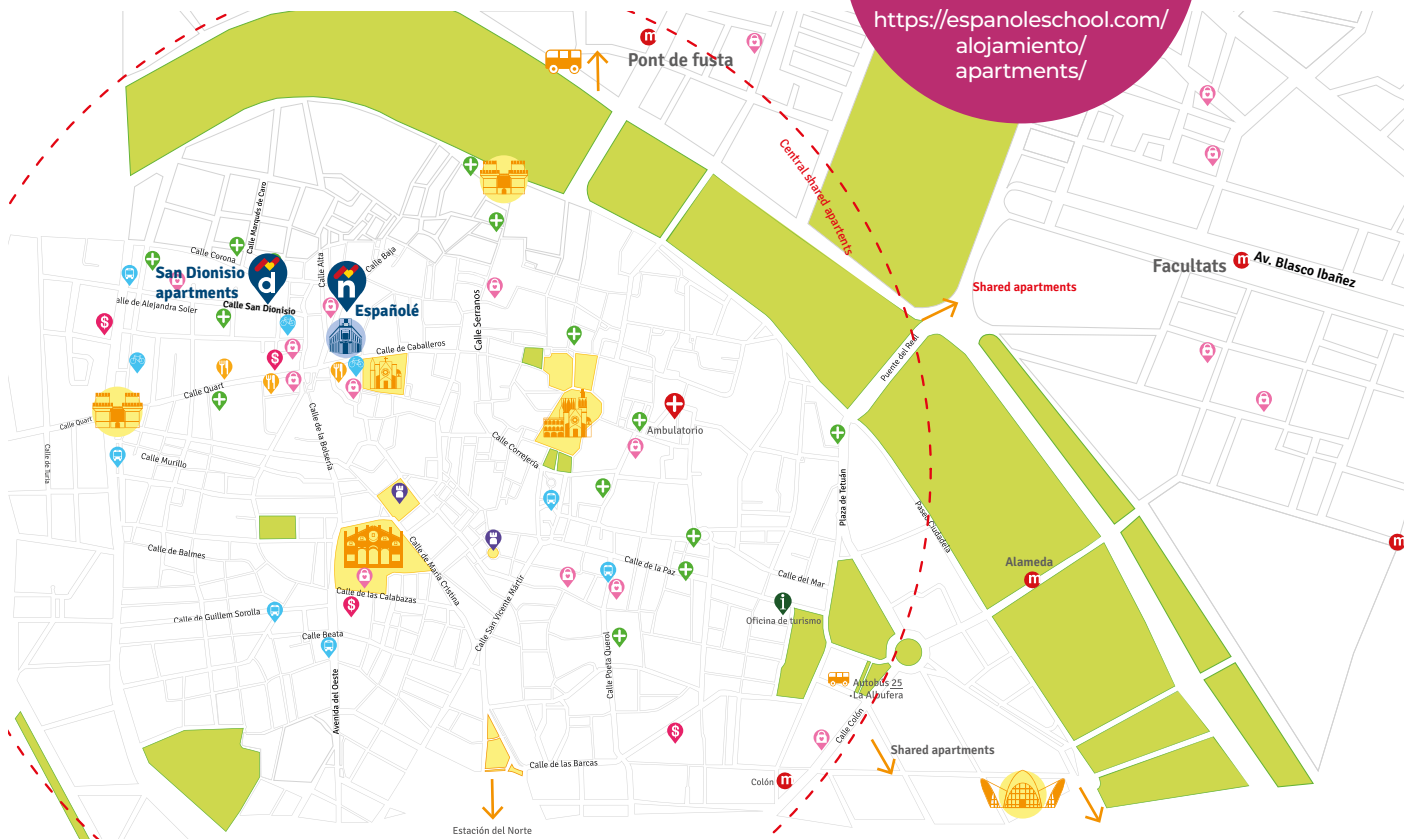 https://espanoleschool.com/
alojamiento/
apartments/
Pont de fusta
Central shared apartents
Calle Marqués de Caro
Calle Corona
Calle Alta
Calle Baja
San Dionisio
apartments
d
ñ
Españolé
alle de Alejandra Soler
Calle San Dionisio
Calle Serranos
Calle de Caballeros
Facultats
Av. Blasco Ibañez
Shared apartments
Puente del Real
Calle Quart
Calle Quart
Calle de la Bolsería
Calle de Turia
Calle Murillo
Calle Correjería
Ambulatorio
Plaza de Tetuán
Paseo Ciudadela
Calle de Balmes
Calle de María Cristina
Calle de las Calabazas
Calle de Guillem Sorolla
Calle Beata
Avenida del Oeste
Calle San Vicente Mártir
Calle de la Paz
Calle Poeta Querol
Calle del Mar
Oficina de turismo
Alameda
Autobús 25
-La Albufera
Calle Colón
Shared apartments
Colón
Calle de las Barcas
Estación del Norte